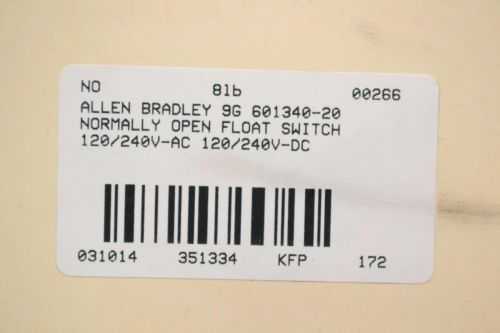 NO 81b 00266
ALLEN BRADLEY 9G 601340-20
NORMALLY OPEN FLOAT SWITCH
120/240V-AC 120/240V-DC
031014 351334 KFP 172